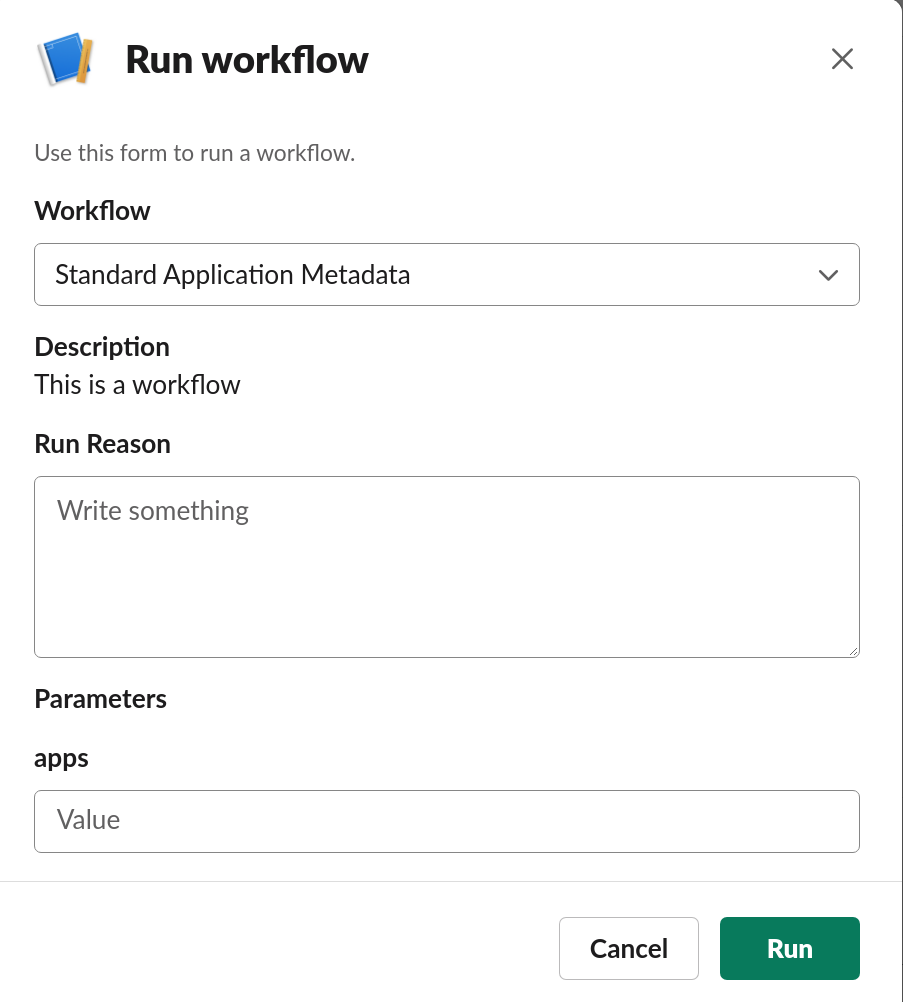 Run workflow
Use this form to run a workflow.
Workflow
Standard Application Metadata
Description
This is a workflow
Run Reason
Write something
Parameters
apps
Value
Cancel
Run